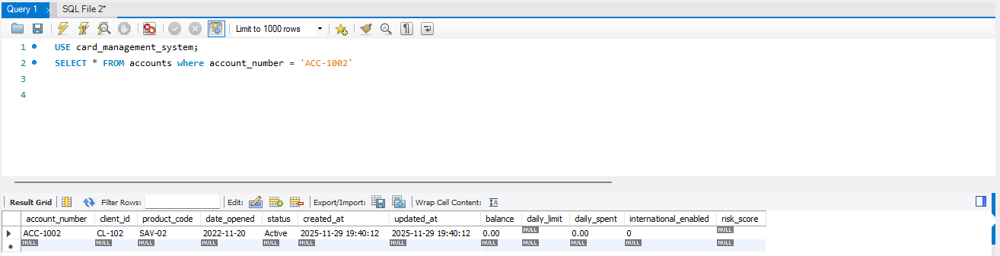 Query 1 SQL File 2*
Limit to 1000 rows
1 USE card_management_system;
2 SELECT * FROM accounts where account_number = 'ACC-1002'
3
4
Result Grid Filter Rows: Edit: Export/Import: Wrap Cell Content:
account_number client_id product_code date_opened status created_at updated_at balance daily_limit daily_spent international_enabled risk_score
ACC-1002 CL-102 SAV-02 2022-11-20 Active 2025-11-29 19:40:12 2025-11-29 19:40:12 0.00 NULL 0.00 0 NULL
NULL NULL NULL NULL NULL NULL NULL NULL NULL NULL NULL NULL